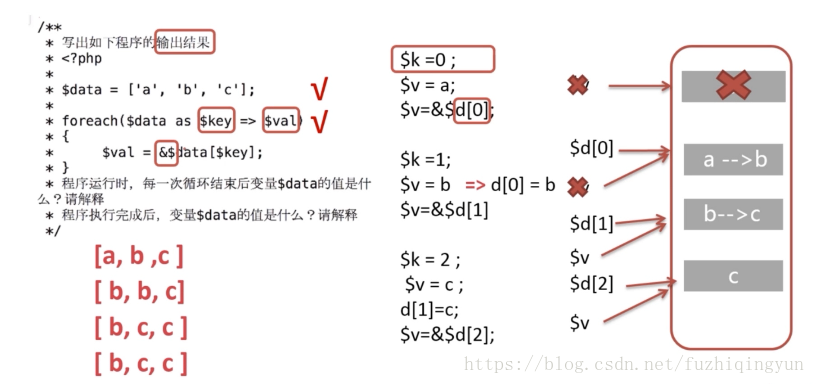 /**
* 写出如下程序的输出结果
* <?php
*
* $data = ['a', 'b', 'c'];
*
* foreach($data as $key => $val)
* {
*     $val = &$data[$key];
* }
* 程序运行时，每一次循环结束后变量$data的值是什
么？请解释
* 程序执行完成后，变量$data的值是什么？请解释
*/
[a, b ,c ]
[ b, b, c]
[ b, c, c ]
[ b, c, c ]
$k =0 ;
$v = a;
$v=&$d[0];
$k =1;
$v = b => d[0] = b
$v=&$d[1]
$k = 2 ;
$v = c ;
d[1]=c;
$v=&$d[2];
$d[0]
$d[1]
$v
$d[2]
$v
a -->b
b-->c
c
https://blog.csdn.net/fuzhiqingyun